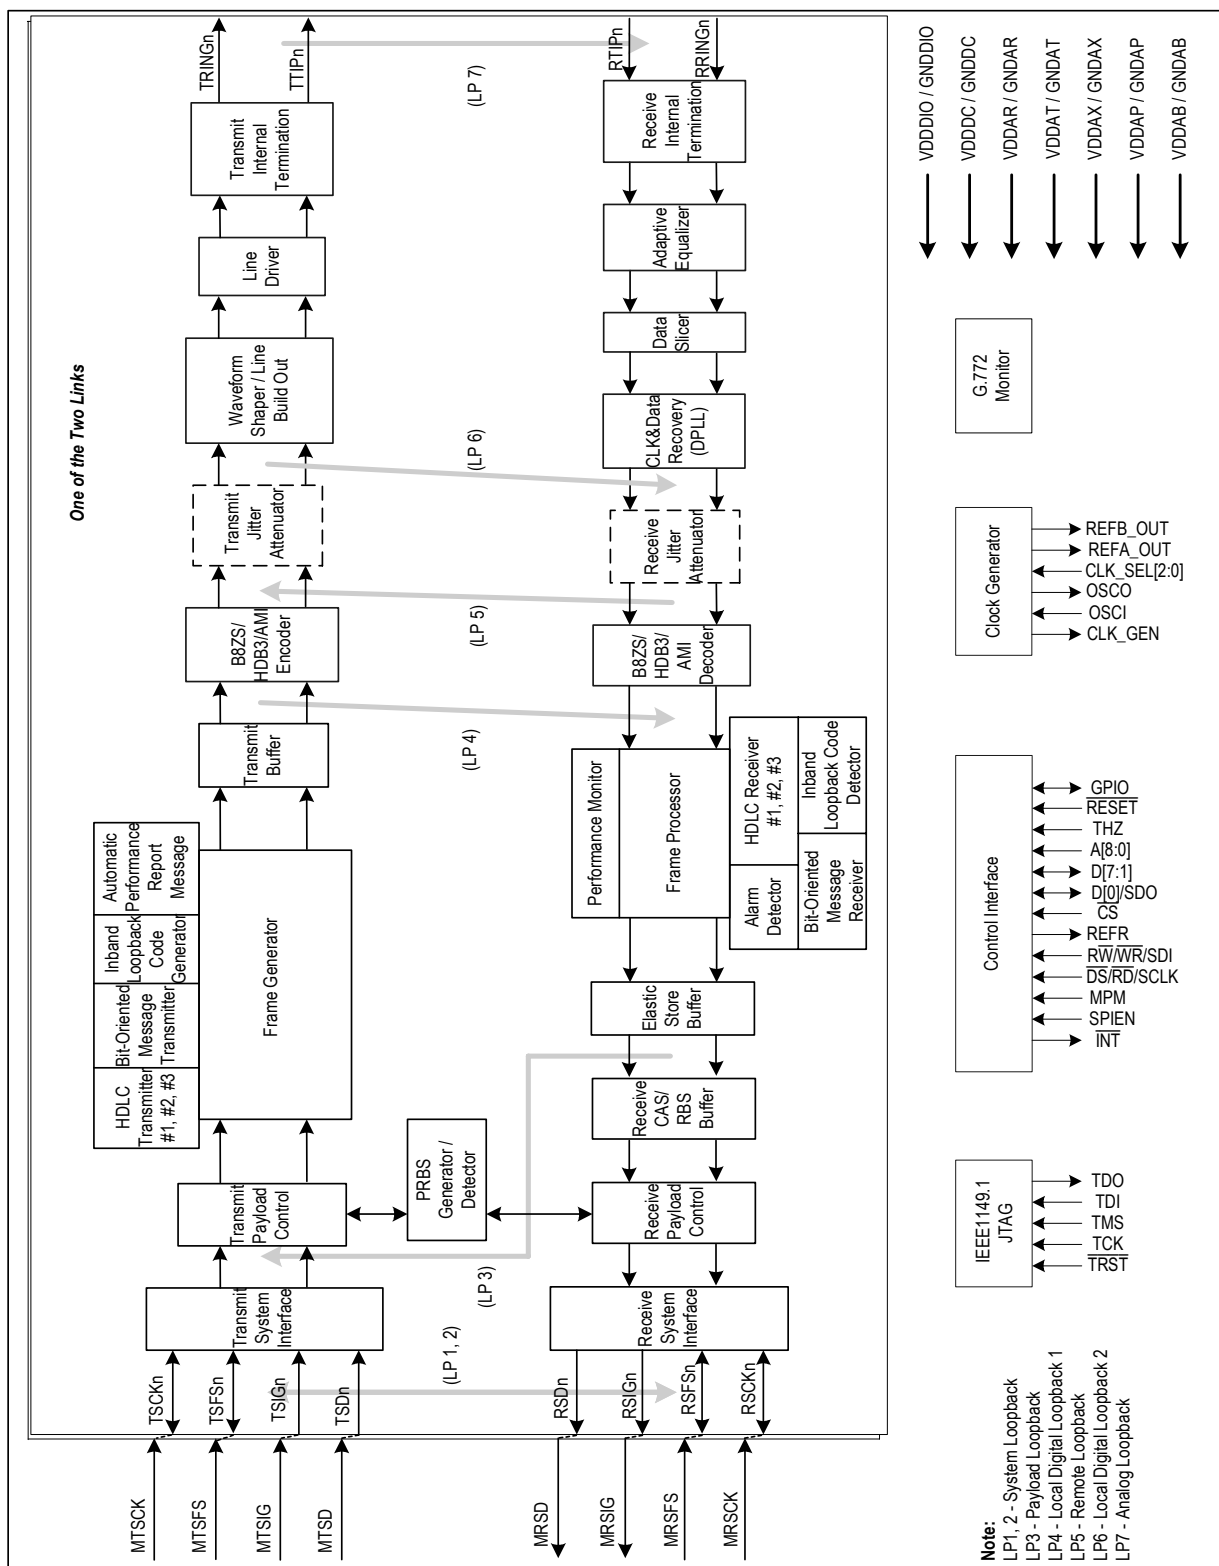 One of the Two Links
TRINGn
TTIPn
(LP 7)
RTIPn
RRINGn
Transmit
Internal
Termination
Receive
Internal
Termination
Line
Driver
Adaptive
Equalizer
Data
Slicer
Waveform
Shaper / Line
Build Out
CLK&Data
Recovery
(DPLL)
(LP 6)
Transmit
Jitter
Attenuator
Receive
Jitter
Attenuator
(LP 5)
B8ZS/
HDB3/AMI
Encoder
B8ZS/
HDB3/
AMI
Decoder
(LP 4)
Transmit
Buffer
Performance Monitor
Frame Processor
HDLC Receiver
#1, #2, #3
Inband
Loopback Code
Detector
Alarm
Detector
Bit-Oriented
Message
Receiver
Automatic
Performance
Report
Message
Inband
Loopback
Code
Generator
Bit-Oriented
Message
Transmitter
HDLC
Transmitter
#1, #2, #3
Frame Generator
Elastic
Store
Buffer
Receive
CAS/
RBS
Buffer
PRBS
Generator /
Detector
Transmit
Payload
Control
Receive
Payload
Control
(LP 3)
Transmit
System
Interface
Receive
System
Interface
(LP 1, 2)
TSCKn
TSFSn
TSIGn
TSDn
RSDn
RSIGn
RSFSn
RSCKn
MTSCK
MTSFS
MTSIG
MTSD
MRSD
MRSIG
MRSFS
MRSCK
VDDDIO / GNDDIO
VDDDC / GNDDC
VDDAR / GNDAR
VDDAT / GNDAT
VDDAX / GNDAX
VDDAP / GNDAP
VDDAB / GNDAB
G.772
Monitor
Clock Generator
REFB_OUT
REFA_OUT
CLK_SEL[2:0]
OSCO
OSCI
CLK_GEN
Control Interface
GPIO
RESET
THZ
A[8:0]
D[7:1]
D[0]/SDO
CS
REFR
RW/WR/SDI
DS/RD/SCLK
MPM
SPIEN
INT
IEEE1149.1
JTAG
TDO
TDI
TMS
TCK
TRST
Note:
LP1, 2 - System Loopback
LP3 - Payload Loopback
LP4 - Local Digital Loopback 1
LP5 - Remote Loopback
LP6 - Local Digital Loopback 2
LP7 - Analog Loopback